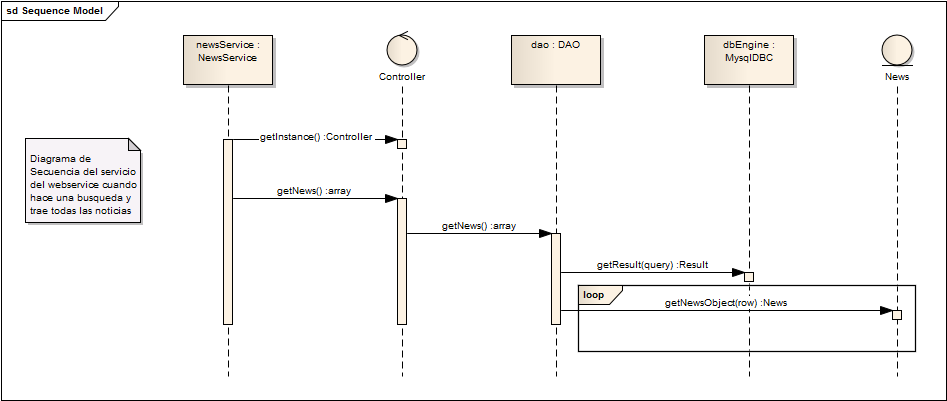 sd Sequence Model
newsService :
NewsService
Controller
dao : DAO
dbEngine :
MysqlDBC
News
getInstance() :Controller
Diagrama de
Secuencia del servicio
del webservice cuando
hace una busqueda y
trae todas las noticias
getNews() :array
getNews() :array
getResult(query) :Result
loop
getNewsObject(row) :News